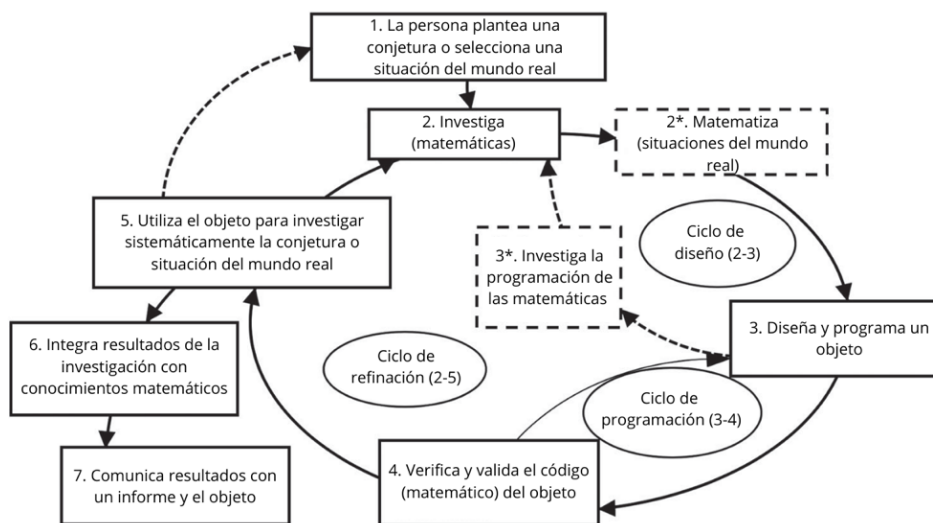 1. La persona plantea una
conjetura o selecciona una
situación del mundo real
2. Investiga
(matemáticas)
2*. Matematiza
(situaciones del mundo
real)
5. Utiliza el objeto para investigar
sistemáticamente la conjetura o
situación del mundo real
Ciclo de
diseño (2-3)
3*. Investiga la
programación de
las matemáticas
3. Diseña y programa un
objeto
6. Integra resultados de la
investigación con
conocimientos matemáticos
Ciclo de
refinación (2-5)
Ciclo de
programación (3-4)
7. Comunica resultados con
un informe y el objeto
4. Verifica y valida el código
(matemático) del objeto